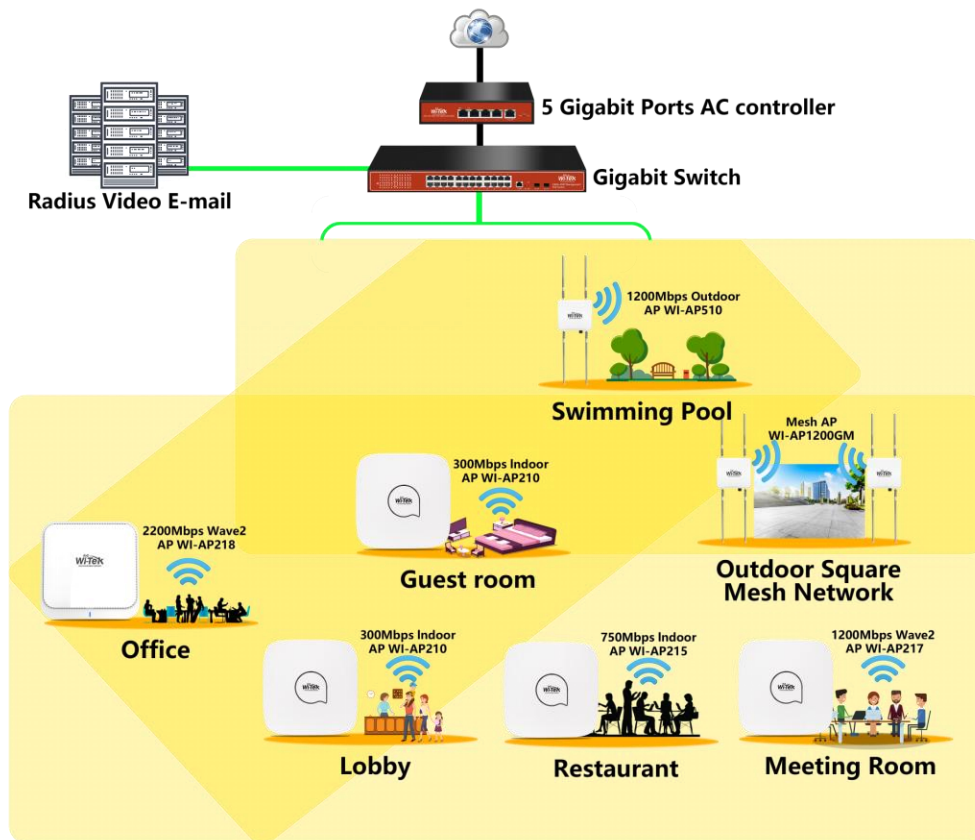 5 Gigabit Ports AC controller
Gigabit Switch
Radius Video E-mail
1200Mbps Outdoor
AP WI-AP510
Swimming Pool
Mesh AP
WI-AP1200GM
300Mbps Indoor
AP WI-AP210
Guest room
Outdoor Square
Mesh Network
2200Mbps Wave2
AP WI-AP218
Wi-TEK
Office
300Mbps Indoor
AP WI-AP210
Lobby
750Mbps Indoor
AP WI-AP215
Restaurant
1200Mbps Wave2
AP WI-AP217
Meeting Room